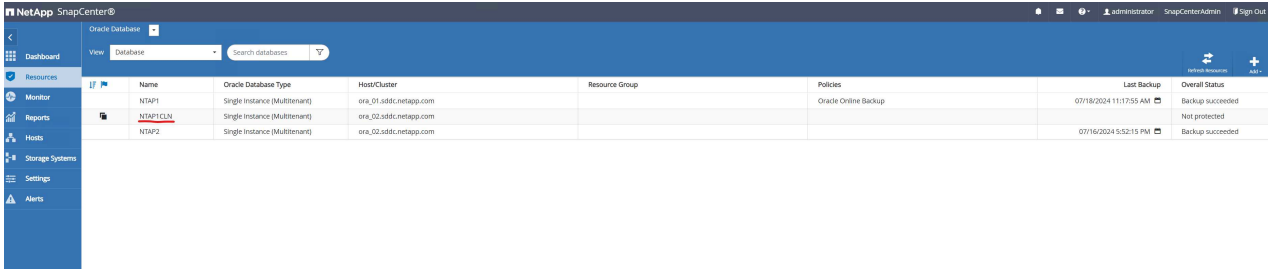 NetApp SnapCenter®
administrator SnapCenterAdmin Sign Out
Oracle Database
View Database Search databases
Refresh Resources Add
Dashboard
Resources
Monitor
Reports
Hosts
Storage Systems
Settings
Alerts
Name Oracle Database Type Host/Cluster Resource Group Policies Last Backup Overall Status
NTAP1 Single Instance (Multitenant) ora_01.sddc.netapp.com Oracle Online Backup 07/18/2024 11:17:55 AM Backup succeeded
NTAP1CLN Single Instance (Multitenant) ora_02.sddc.netapp.com Not protected
NTAP2 Single Instance (Multitenant) ora_02.sddc.netapp.com 07/16/2024 5:52:15 PM Backup succeeded